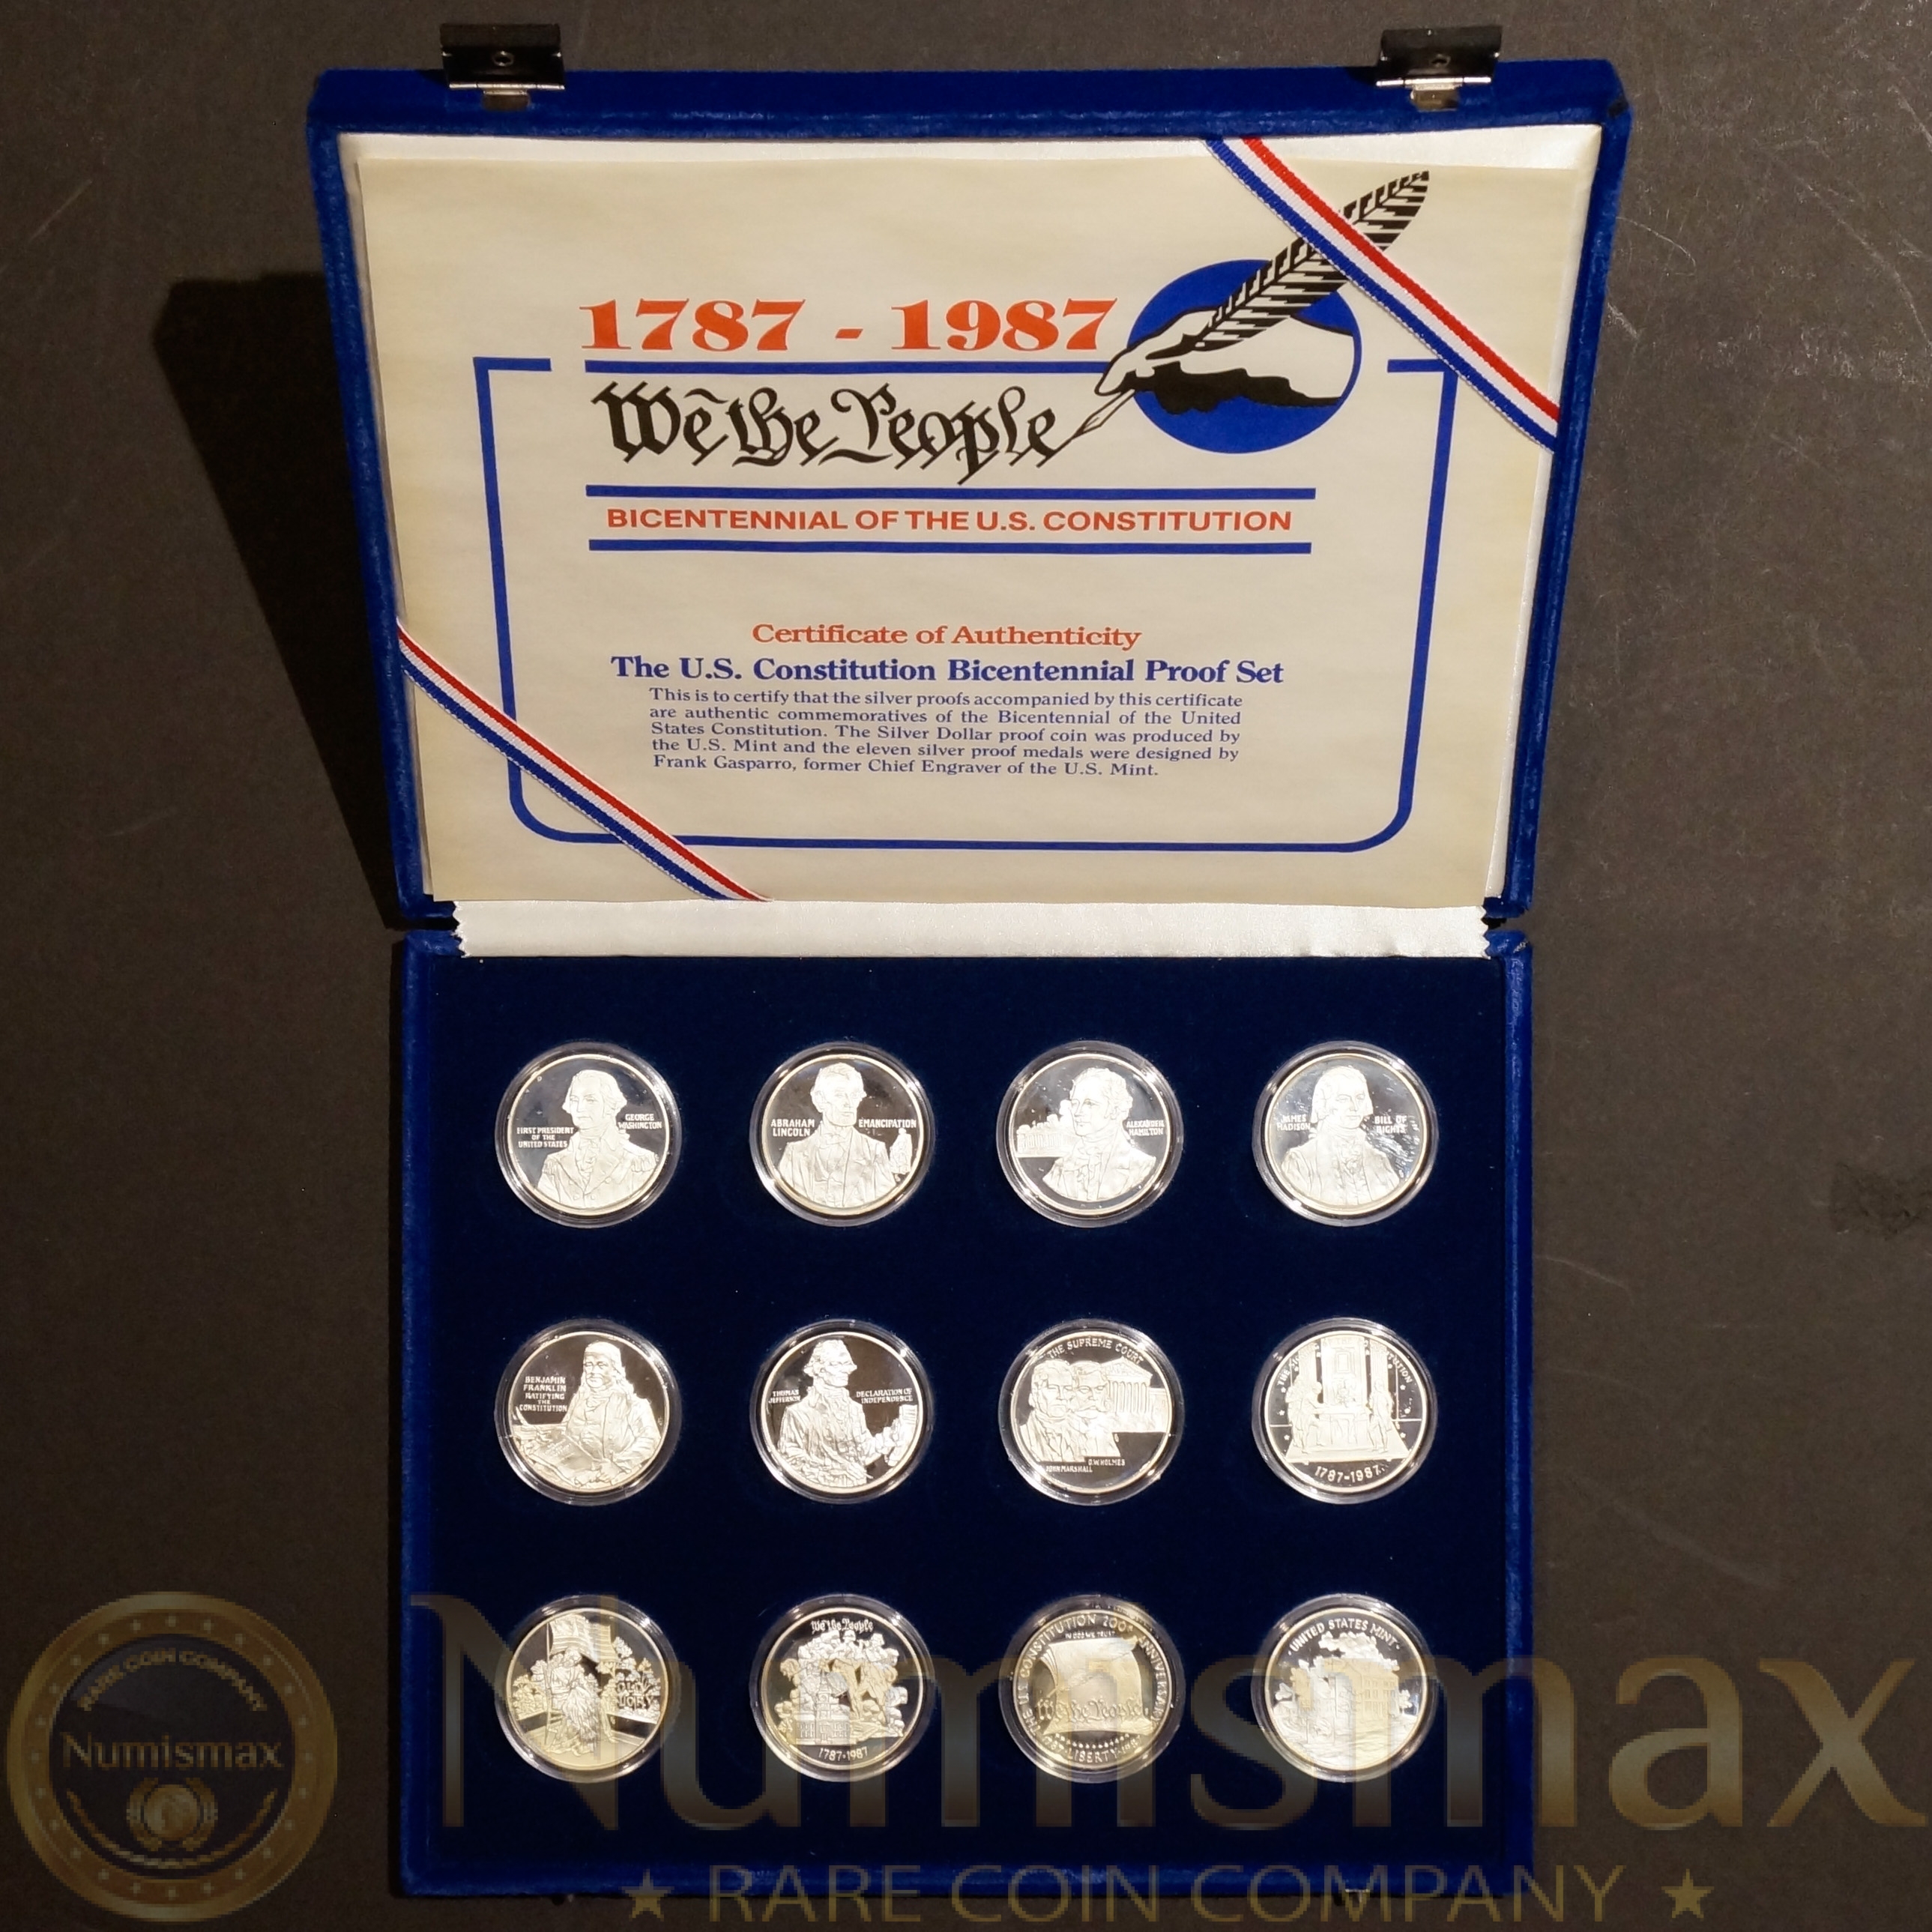 1787 - 1987
We the People
BICENTENNIAL OF THE U.S. CONSTITUTION
Certificate of Authenticity
The U.S. Constitution Bicentennial Proof Set
This is to certify that the silver proofs accompanied by this certificate
are authentic commemoratives of the Bicentennial of the United
States Constitution. The Silver Dollar proof coin was produced by
the U.S. Mint and the eleven silver proof medals were designed by
Frank Gasparro, former Chief Engraver of the U.S. Mint.
FIRST PRESIDENT
OF THE
UNITED STATES
GEORGE
WASHINGTON
ABRAHAM
LINCOLN
EMANCIPATION
ALEXANDER
HAMILTON
JAMES
MADISON
BILL OF
RIGHTS
BENJAMIN
FRANKLIN
RATIFYING
THE
CONSTITUTION
THOMAS
JEFFERSON
DECLARATION OF
INDEPENDENCE
THE SUPREME COURT
JOHN MARSHALL
O.W. HOLMES
1787-1987
OLD
GLORY
We the People
1787-1987
THE U.S. CONSTITUTION 200TH ANNIVERSARY
IN GOD WE TRUST
We the People
LIBERTY
UNITED STATES MINT
RARE COIN COMPANY
Numismax
Numismax
RARE COIN COMPANY